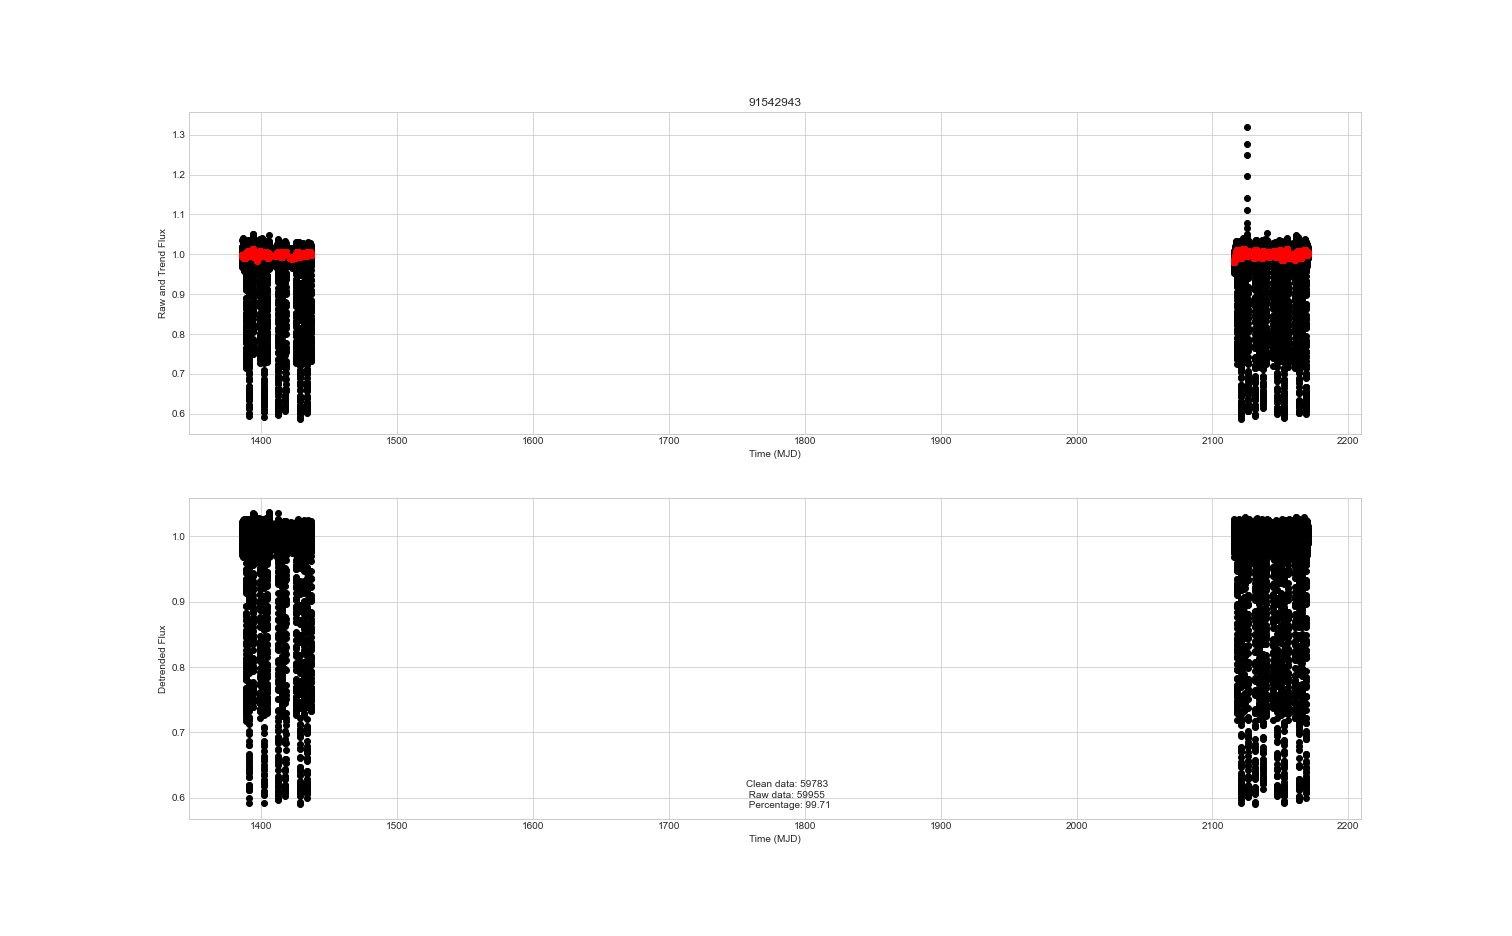 91542943
1.3
1.2
1.1
1.0
0.9
0.8
0.7
0.6
Raw and Trend Flux
1400 1500 1600 1700 1800 1900 2000 2100 2200
Time (MJD)
1.0
0.9
0.8
0.7
0.6
Detrended Flux
Clean data: 59783
Raw data: 59955
Percentage: 99.71
1400 1500 1600 1700 1800 1900 2000 2100 2200
Time (MJD)